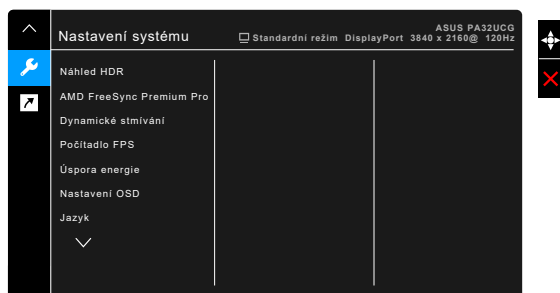 ASUS PA32UCG
Nastavení systému
Standardní režim DisplayPort 3840 x 2160@ 120Hz
Náhled HDR
AMD FreeSync Premium Pro
Dynamické stmívání
Počítadlo FPS
Úspora energie
Nastavení OSD
Jazyk